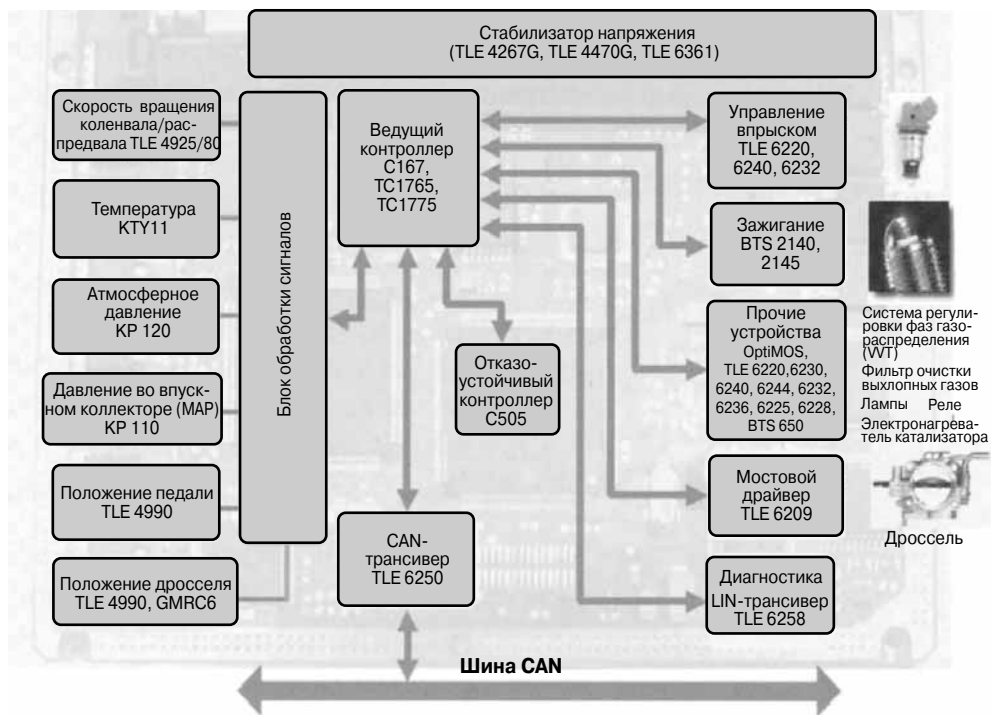 Стабилизатор напряжения
(TLE 4267G, TLE 4470G, TLE 6361)
Скорость вращения
коленвала/рас-
предвала TLE 4925/80
Температура
KTY11
Атмосферное
давление
KP 120
Давление во впуск-
ном коллекторе (MAP)
KP 110
Положение педали
TLE 4990
Положение дросселя
TLE 4990, GMRC6
Блок обработки сигналов
Ведущий
контроллер
C167,
TC1765,
TC1775
Отказо-
устойчивый
контроллер
C505
CAN-
трансивер
TLE 6250
Управление
впрыском
TLE 6220,
6240, 6232
Зажигание
BTS 2140,
2145
Прочие
устройства
OptiMOS,
TLE 6220,6230,
6240, 6244, 6232,
6236, 6225, 6228,
BTS 650
Мостовой
драйвер
TLE 6209
Диагностика
LIN-трансивер
TLE 6258
Система регули-
ровки фаз газо-
распределения
(VVT)
Фильтр очистки
выхлопных газов
Лампы Реле
Электронагрева-
тель катализатора
Дроссель
Шина CAN